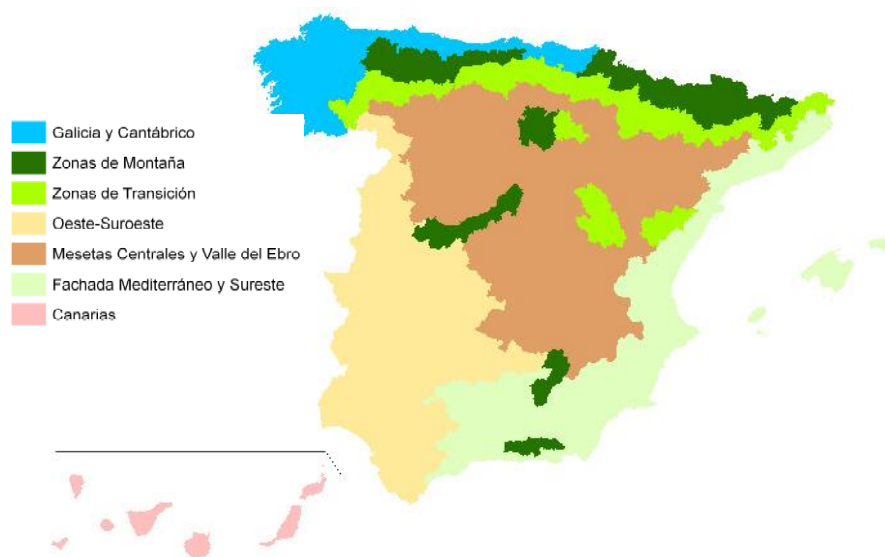 Galicia y Cantábrico
Zonas de Montaña
Zonas de Transición
Oeste-Suroeste
Mesetas Centrales y Valle del Ebro
Fachada Mediterráneo y Sureste
Canarias